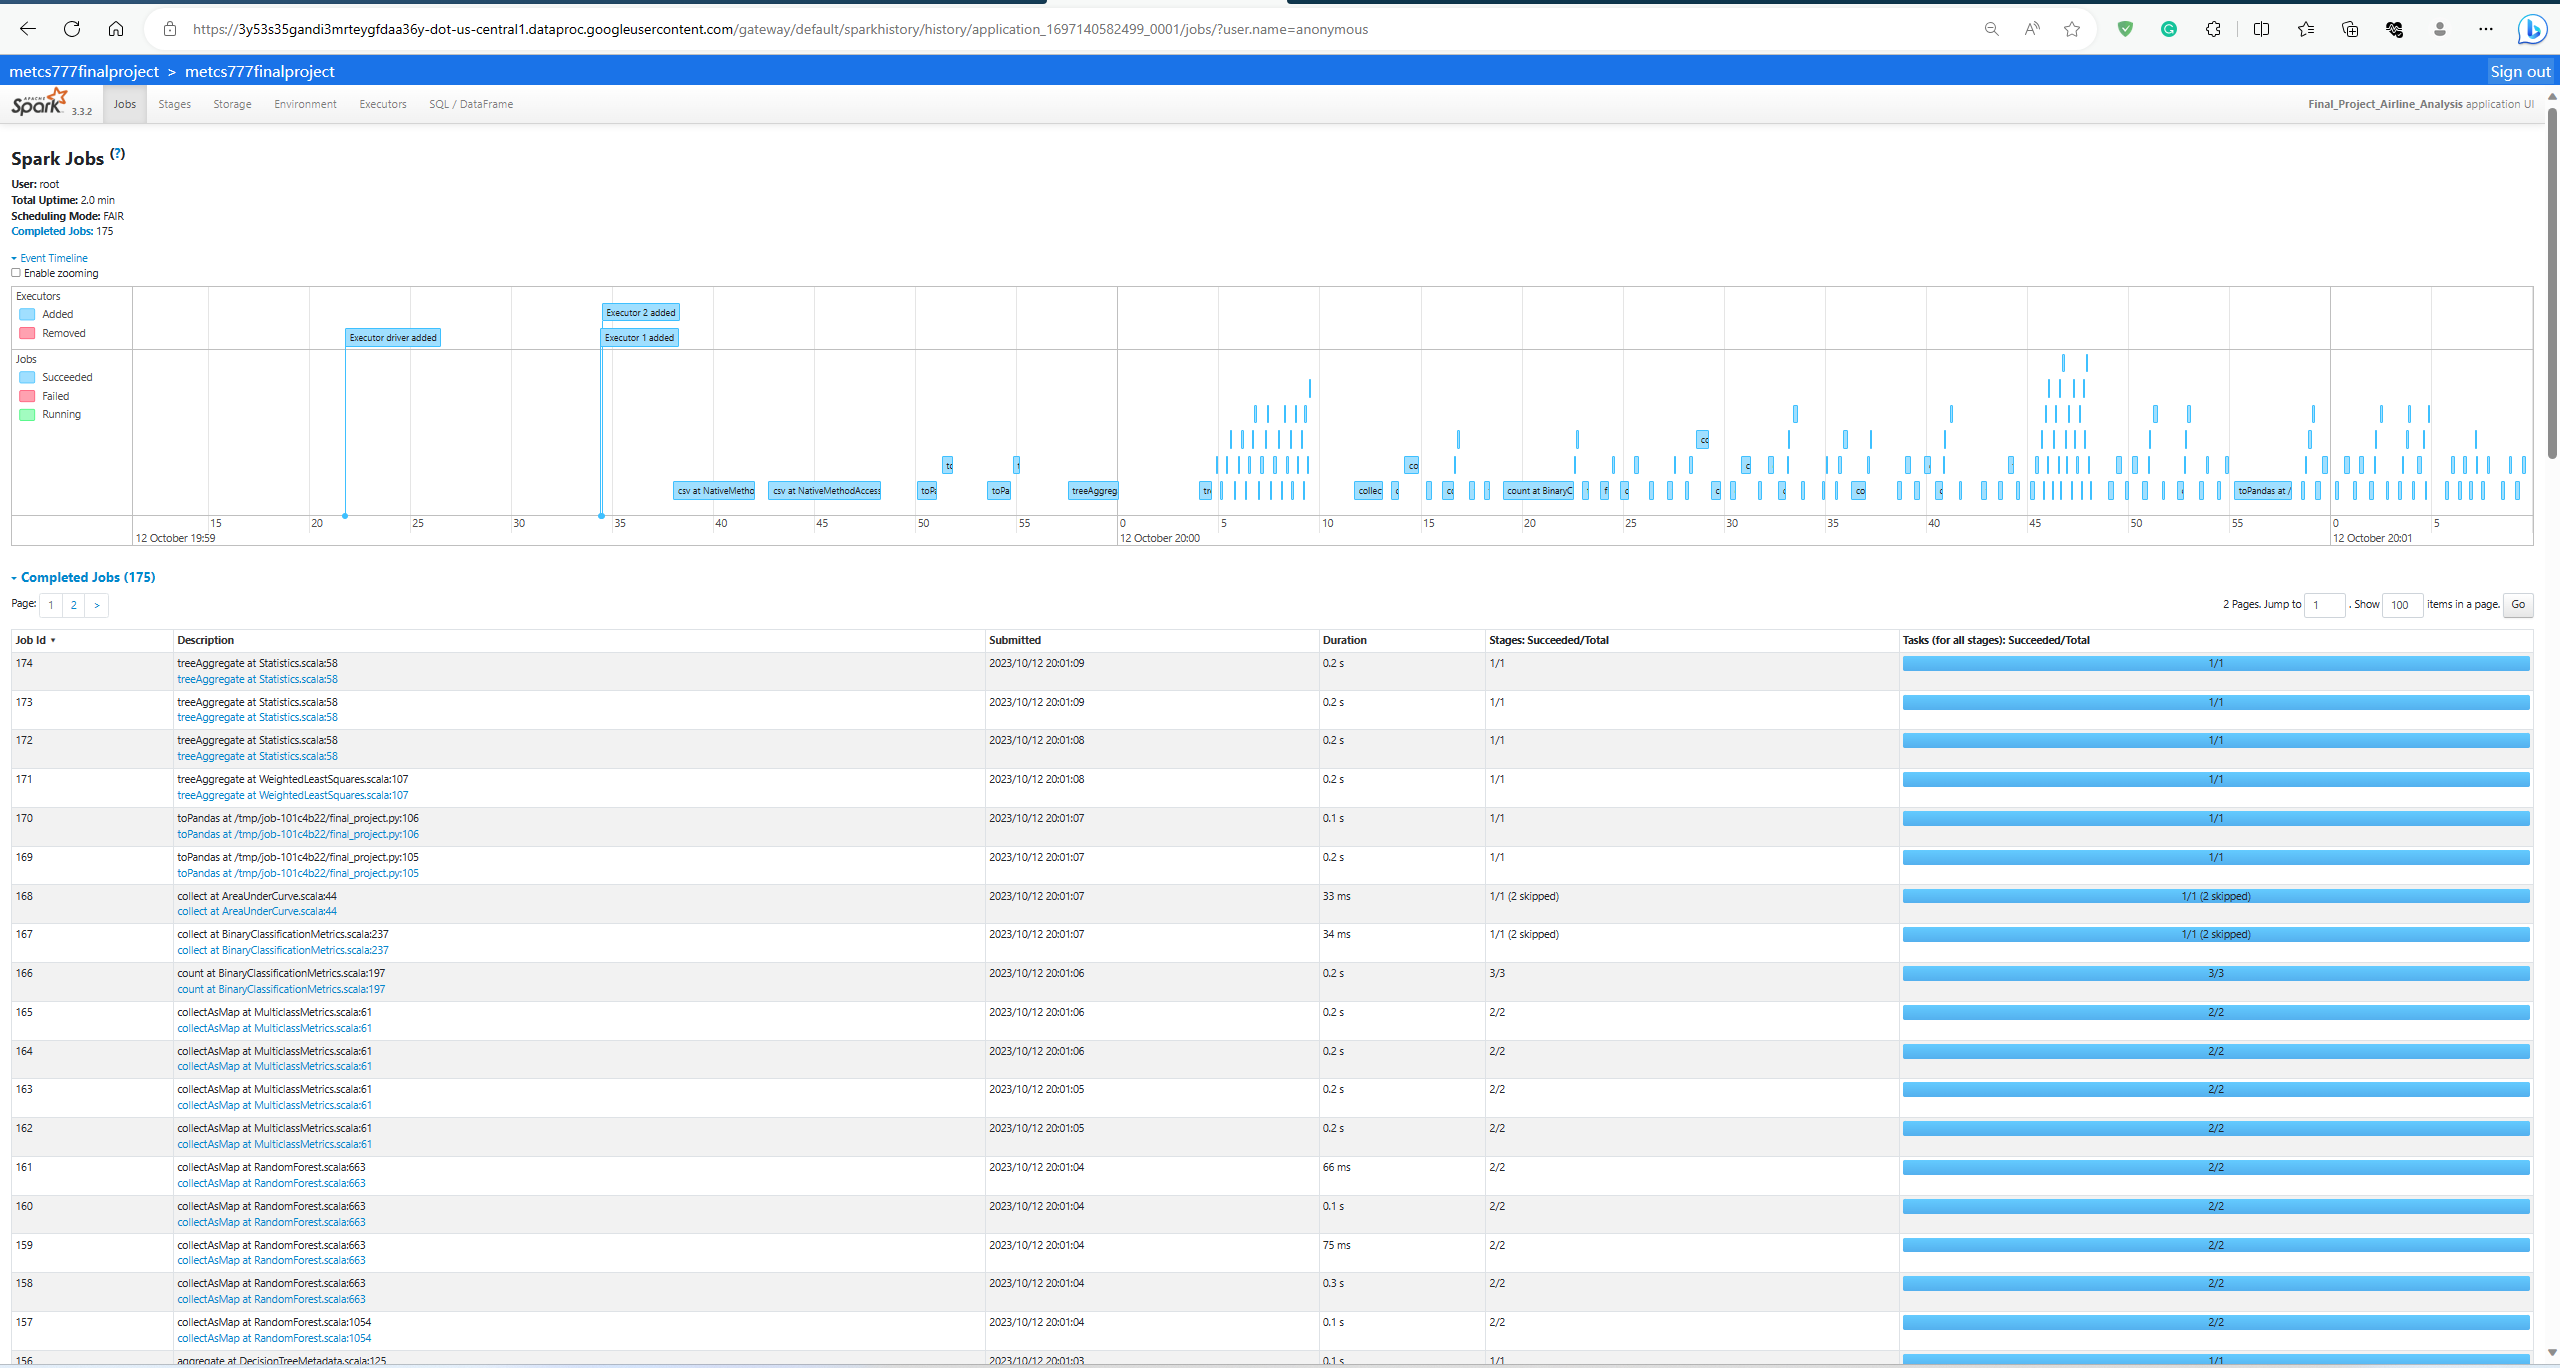 https://3y53s35gandi3mrteygfdaa36y-dot-us-central1.dataproc.googleusercontent.com/gateway/default/sparkhistory/history/application_1697140582499_0001/jobs/?user.name=anonymous
metcs777finalproject > metcs777finalproject Sign out
APACHE Spark 3.3.2 Jobs Stages Storage Environment Executors SQL / DataFrame Final_Project_Airline_Analysis application UI
Spark Jobs (?)
User: root
Total Uptime: 2.0 min
Scheduling Mode: FAIR
Completed Jobs: 175
Event Timeline
Enable zooming
Executors
Added
Removed
Executor 2 added
Executor driver added Executor 1 added
Jobs
Succeeded
Failed
Running
csv at NativeMetho csv at NativeMethodAccess toPa toPa treeAggreg collec count at BinaryC toPandas at /
15 20 25 30 35 40 45 50 55 0 5 10 15 20 25 30 35 40 45 50 55 0 5
12 October 19:59 12 October 20:00 12 October 20:01
Completed Jobs (175)
Page: 1 2 > 2 Pages. Jump to 1 . Show 100 items in a page. Go
Job Id Description Submitted Duration Stages: Succeeded/Total Tasks (for all stages): Succeeded/Total
174 treeAggregate at Statistics.scala:58 2023/10/12 20:01:09 0.2 s 1/1 1/1
treeAggregate at Statistics.scala:58
173 treeAggregate at Statistics.scala:58 2023/10/12 20:01:09 0.2 s 1/1 1/1
treeAggregate at Statistics.scala:58
172 treeAggregate at Statistics.scala:58 2023/10/12 20:01:08 0.2 s 1/1 1/1
treeAggregate at Statistics.scala:58
171 treeAggregate at WeightedLeastSquares.scala:107 2023/10/12 20:01:08 0.2 s 1/1 1/1
treeAggregate at WeightedLeastSquares.scala:107
170 toPandas at /tmp/job-101c4b22/final_project.py:106 2023/10/12 20:01:07 0.1 s 1/1 1/1
toPandas at /tmp/job-101c4b22/final_project.py:106
169 toPandas at /tmp/job-101c4b22/final_project.py:105 2023/10/12 20:01:07 0.2 s 1/1 1/1
toPandas at /tmp/job-101c4b22/final_project.py:105
168 collect at AreaUnderCurve.scala:44 2023/10/12 20:01:07 33 ms 1/1 (2 skipped) 1/1 (2 skipped)
collect at AreaUnderCurve.scala:44
167 collect at BinaryClassificationMetrics.scala:237 2023/10/12 20:01:07 34 ms 1/1 (2 skipped) 1/1 (2 skipped)
collect at BinaryClassificationMetrics.scala:237
166 count at BinaryClassificationMetrics.scala:197 2023/10/12 20:01:06 0.2 s 3/3 3/3
count at BinaryClassificationMetrics.scala:197
165 collectAsMap at MulticlassMetrics.scala:61 2023/10/12 20:01:06 0.2 s 2/2 2/2
collectAsMap at MulticlassMetrics.scala:61
164 collectAsMap at MulticlassMetrics.scala:61 2023/10/12 20:01:06 0.2 s 2/2 2/2
collectAsMap at MulticlassMetrics.scala:61
163 collectAsMap at MulticlassMetrics.scala:61 2023/10/12 20:01:05 0.2 s 2/2 2/2
collectAsMap at MulticlassMetrics.scala:61
162 collectAsMap at MulticlassMetrics.scala:61 2023/10/12 20:01:05 0.2 s 2/2 2/2
collectAsMap at MulticlassMetrics.scala:61
161 collectAsMap at RandomForest.scala:663 2023/10/12 20:01:04 66 ms 2/2 2/2
collectAsMap at RandomForest.scala:663
160 collectAsMap at RandomForest.scala:663 2023/10/12 20:01:04 0.1 s 2/2 2/2
collectAsMap at RandomForest.scala:663
159 collectAsMap at RandomForest.scala:663 2023/10/12 20:01:04 75 ms 2/2 2/2
collectAsMap at RandomForest.scala:663
158 collectAsMap at RandomForest.scala:663 2023/10/12 20:01:04 0.3 s 2/2 2/2
collectAsMap at RandomForest.scala:663
157 collectAsMap at RandomForest.scala:1054 2023/10/12 20:01:04 0.1 s 2/2 2/2
collectAsMap at RandomForest.scala:1054
156 aggregate at DecisionTreeMetadata.scala:125 2023/10/12 20:01:03 0.1 s 1/1 1/1